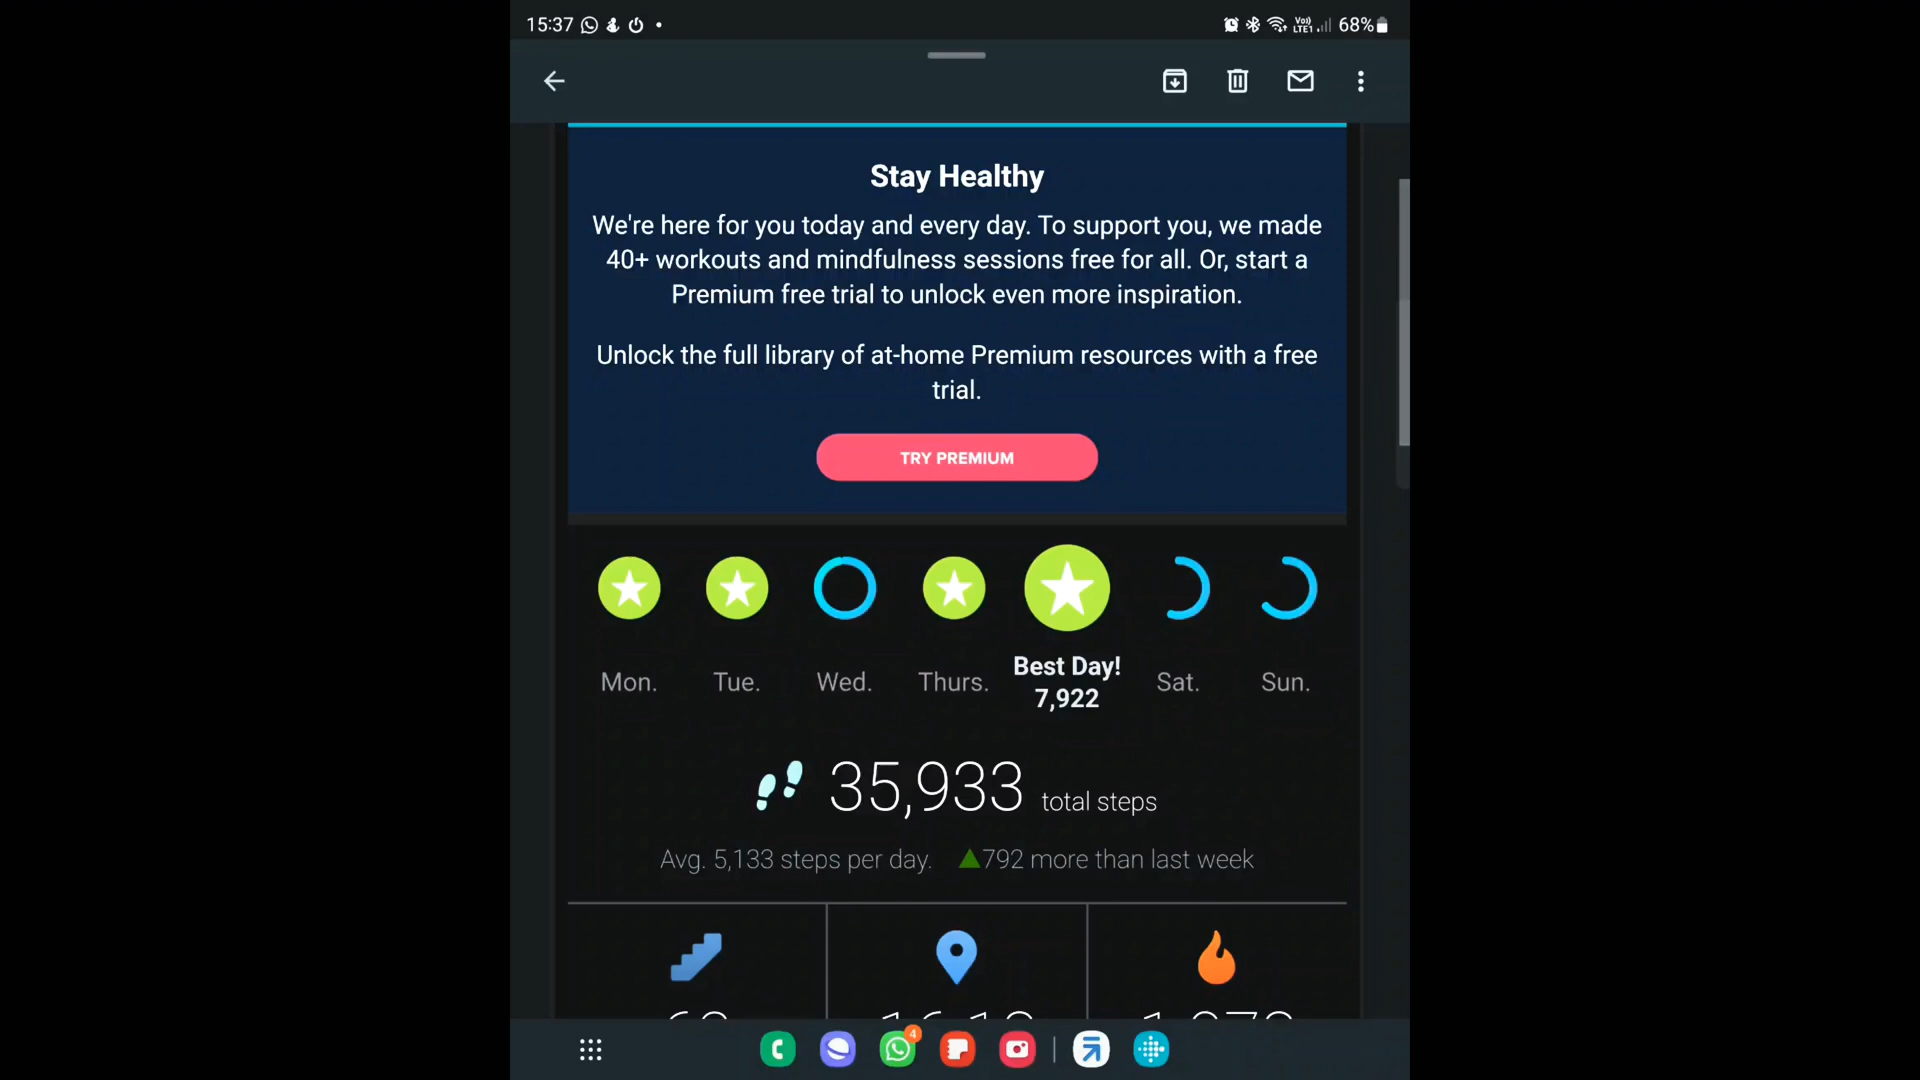 15:37
Vo)) LTE1 68%
Stay Healthy
We're here for you today and every day. To support you, we made
40+ workouts and mindfulness sessions free for all. Or, start a
Premium free trial to unlock even more inspiration.
Unlock the full library of at-home Premium resources with a free
trial.
TRY PREMIUM
Mon. Tue. Wed. Thurs. Best Day! Sat. Sun.
7,922
35,933 total steps
Avg. 5,133 steps per day. 792 more than last week
4